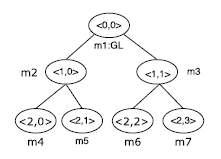 <0,0>
m1:GL
m2 <1,0> <1,1> m3
<2,0> <2,1> <2,2> <2,3>
m4 m5 m6 m7